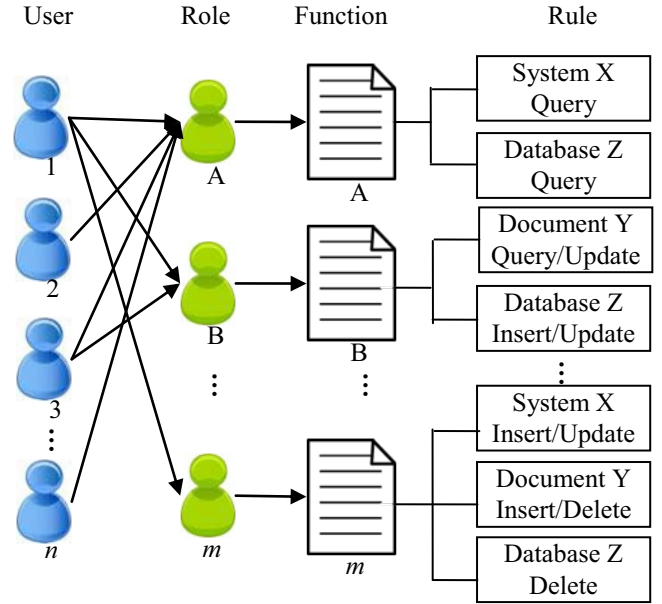 User Role Function Rule
1
2
3
⋮
n
A
B
⋮
m
A
B
⋮
m
System X
Query
Database Z
Query
Document Y
Query/Update
Database Z
Insert/Update
⋮
System X
Insert/Update
Document Y
Insert/Delete
Database Z
Delete